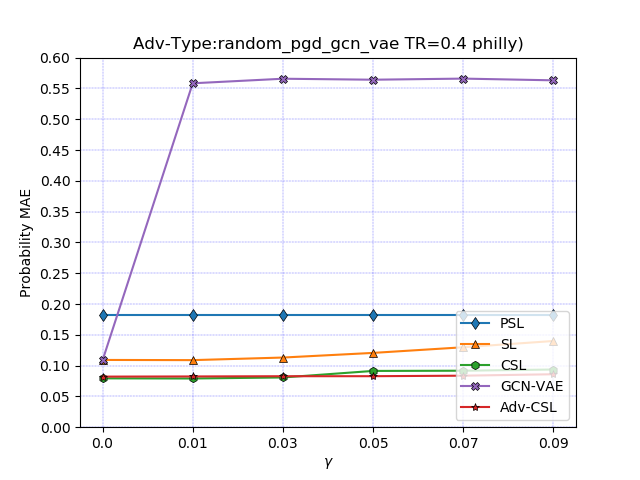 Adv-Type:random_pgd_gcn_vae TR=0.4 philly)
Probability MAE
0.60
0.55
0.50
0.45
0.40
0.35
0.30
0.25
0.20
0.15
0.10
0.05
0.00
0.0 0.01 0.03 0.05 0.07 0.09
γ
PSL
SL
CSL
GCN-VAE
Adv-CSL